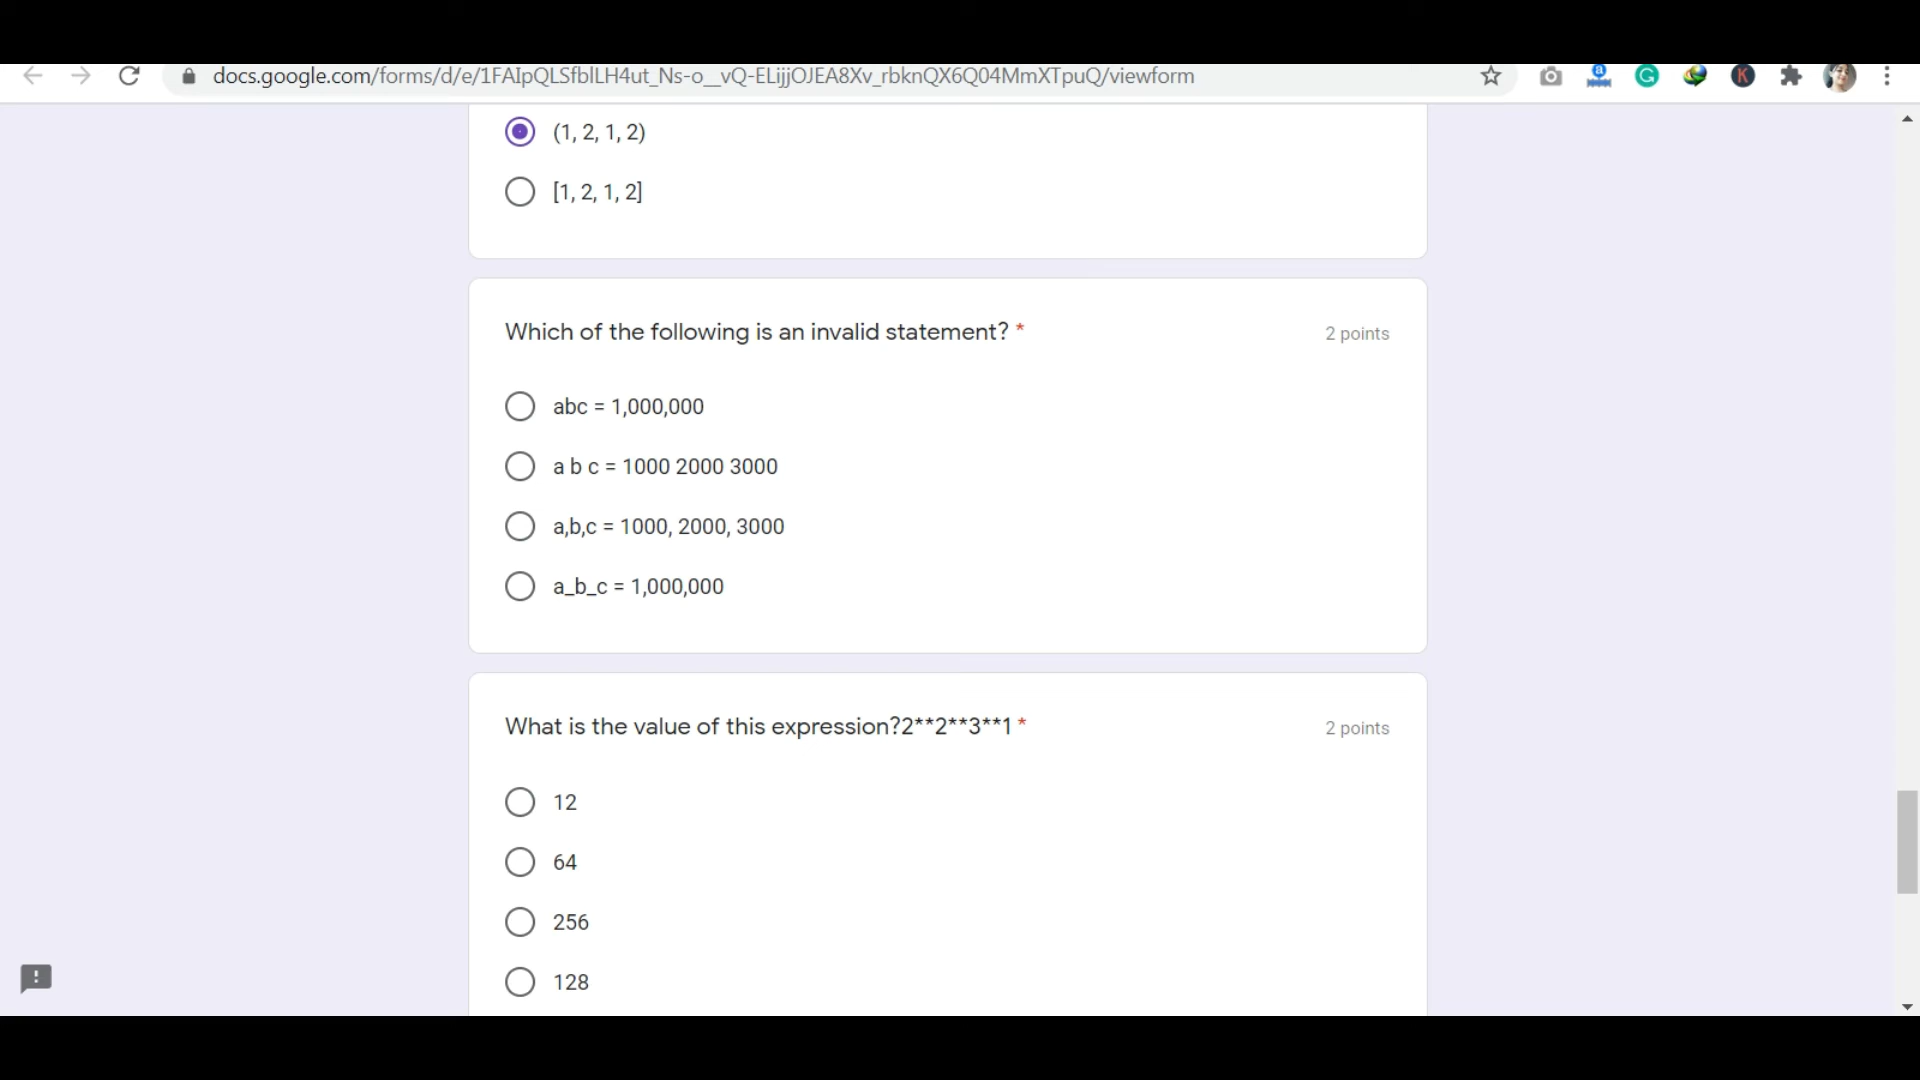 docs.google.com/forms/d/e/1FAIpQLSfblLH4ut_Ns-o__vQ-ELijjOJEA8Xv_rbknQX6Q04MmXTpuQ/viewform
(1, 2, 1, 2)
[1, 2, 1, 2]
Which of the following is an invalid statement? *
2 points
abc = 1,000,000
a b c = 1000 2000 3000
a,b,c = 1000, 2000, 3000
a_b_c = 1,000,000
What is the value of this expression?2**2**3**1 *
2 points
12
64
256
128